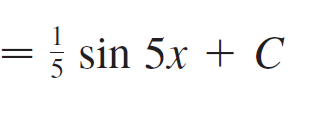 = 1/5 sin 5x + C